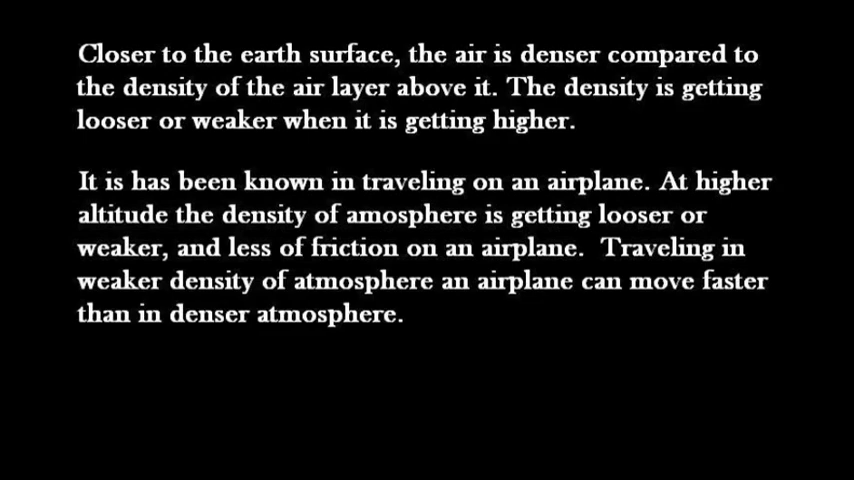 Closer to the earth surface, the air is denser compared to
the density of the air layer above it. The density is getting
looser or weaker when it is getting higher.
It is has been known in traveling on an airplane. At higher
altitude the density of amosphere is getting looser or
weaker, and less of friction on an airplane. Traveling in
weaker density of atmosphere an airplane can move faster
than in denser atmosphere.